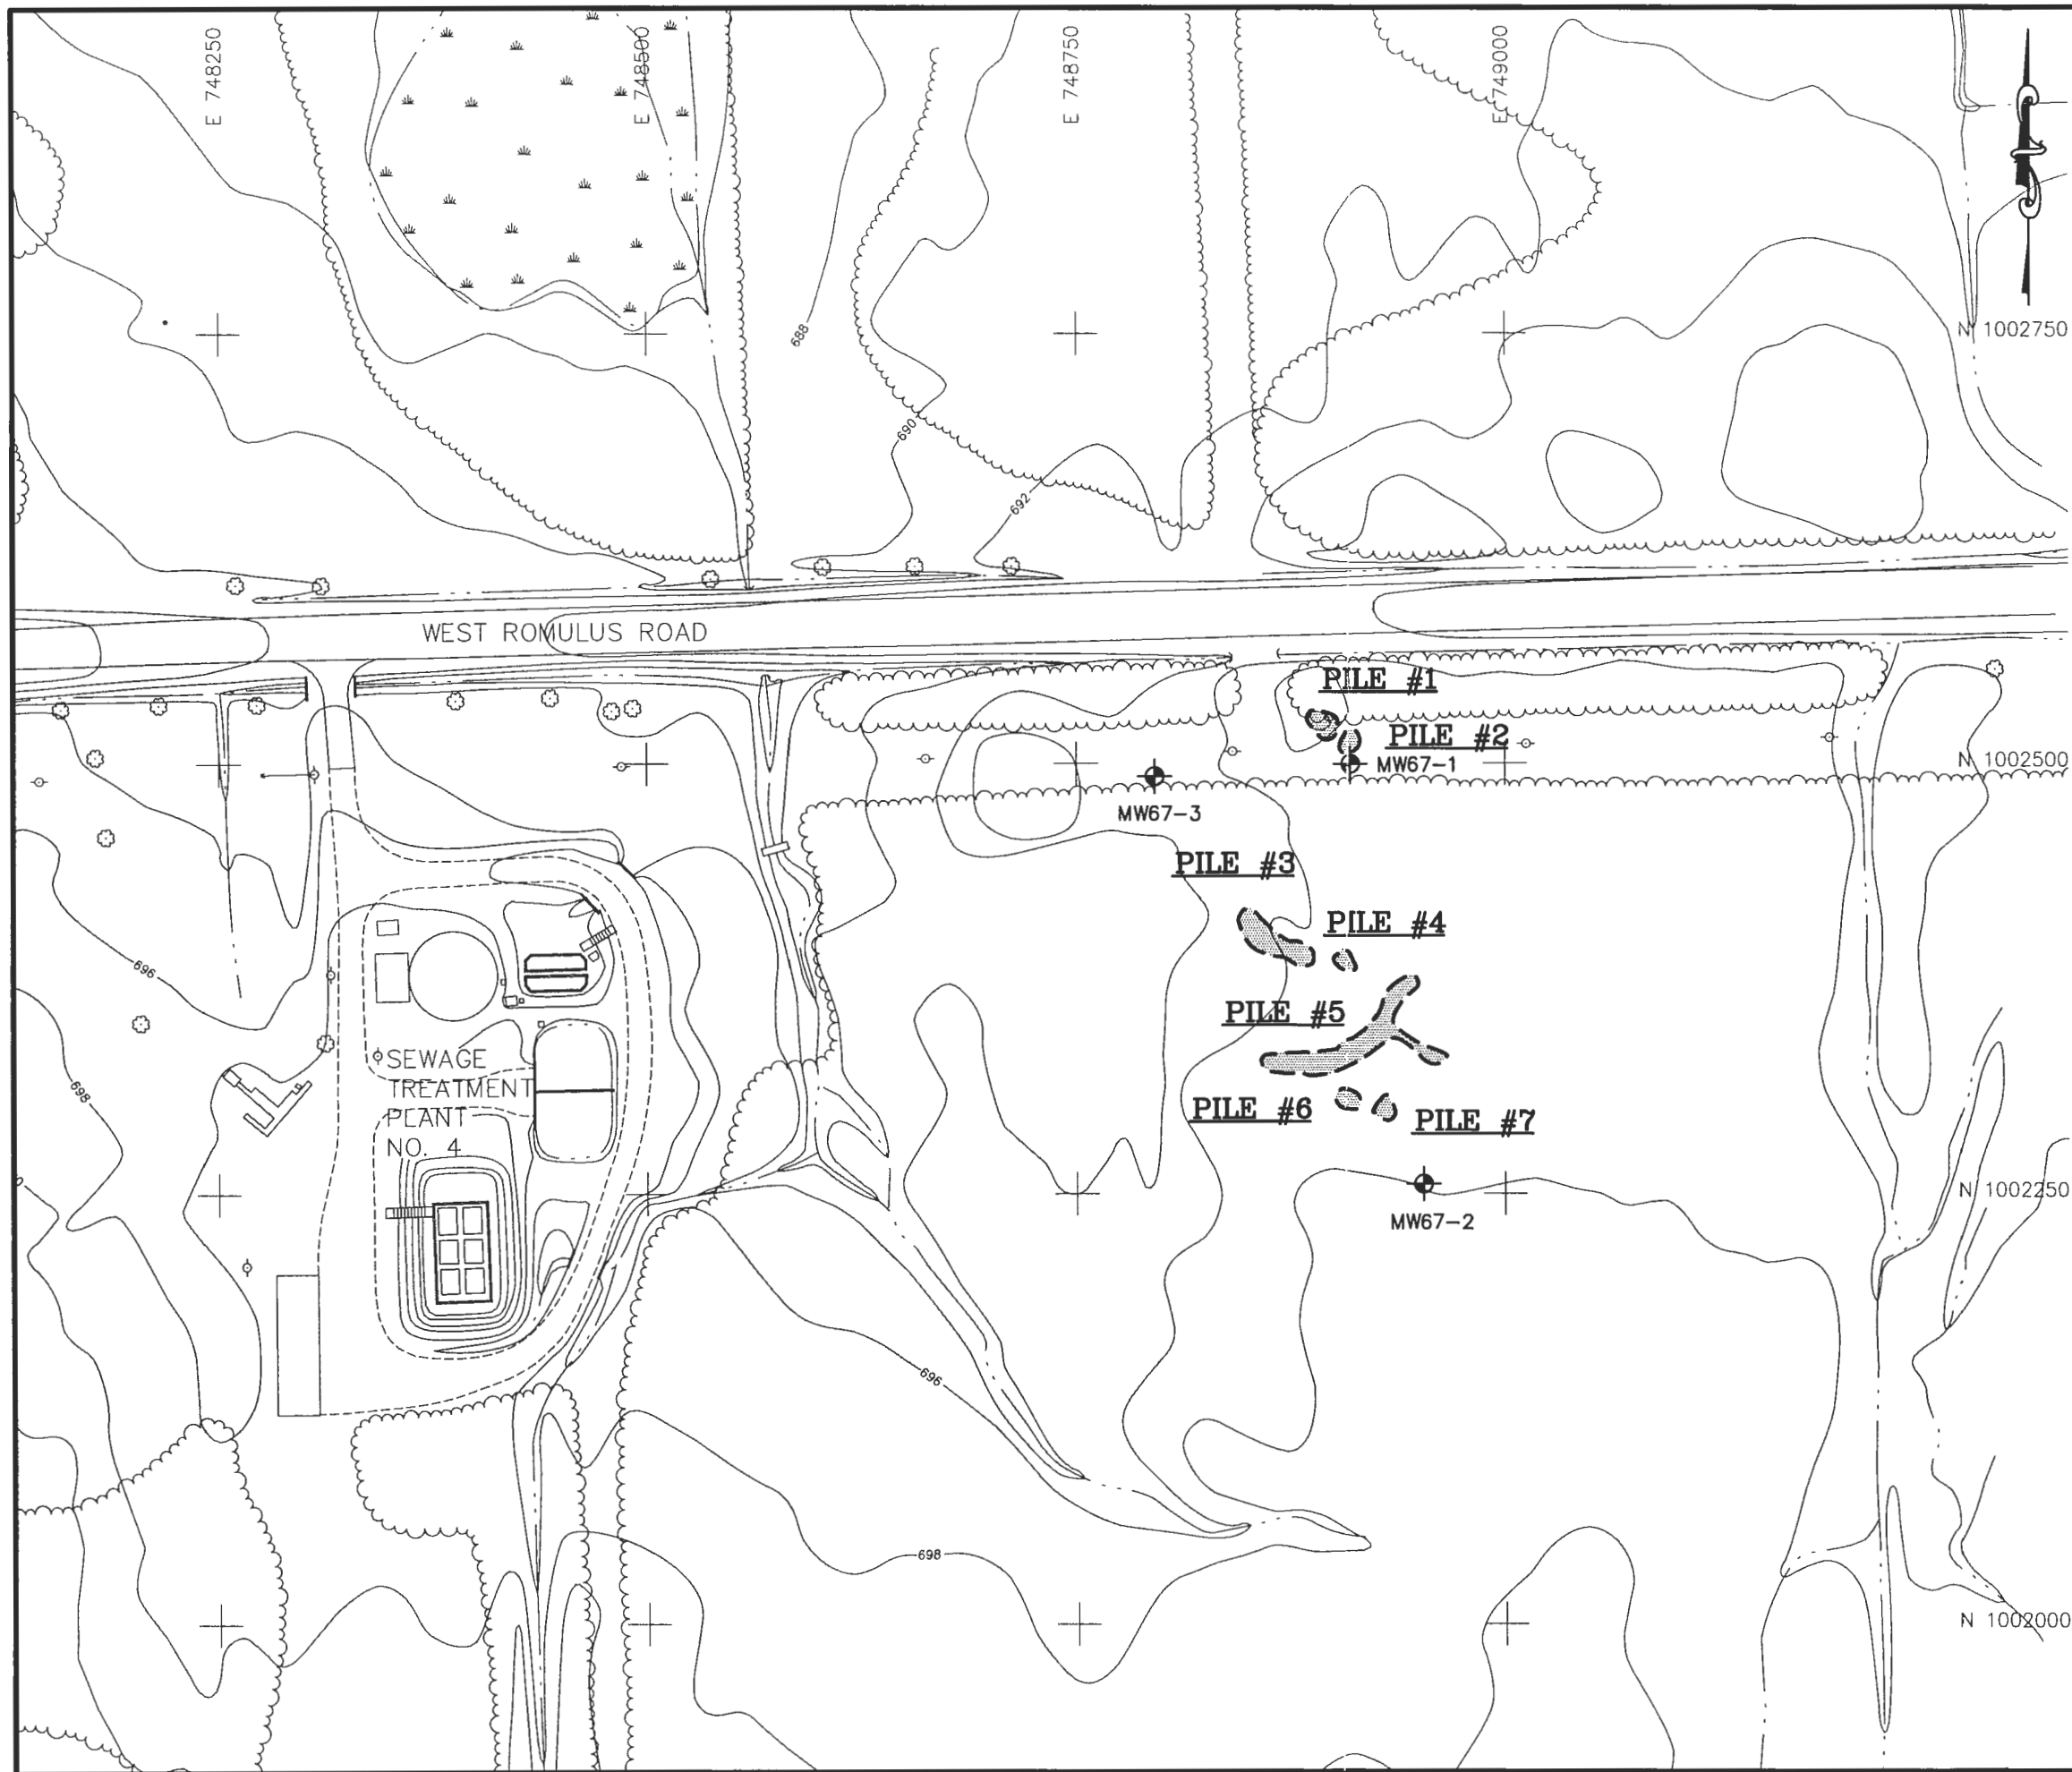 E 748250
E 748500
E 748750
E 749000
N 1002750
688
690
692
WEST ROMULUS ROAD
PILE #1
PILE #2
MW67-1
N 1002500
MW67-3
PILE #3
PILE #4
696
PILE #5
SEWAGE
TREATMENT
PLANT
NO. 4
698
PILE #6
PILE #7
N 1002250
MW67-2
696
698
N 1002000